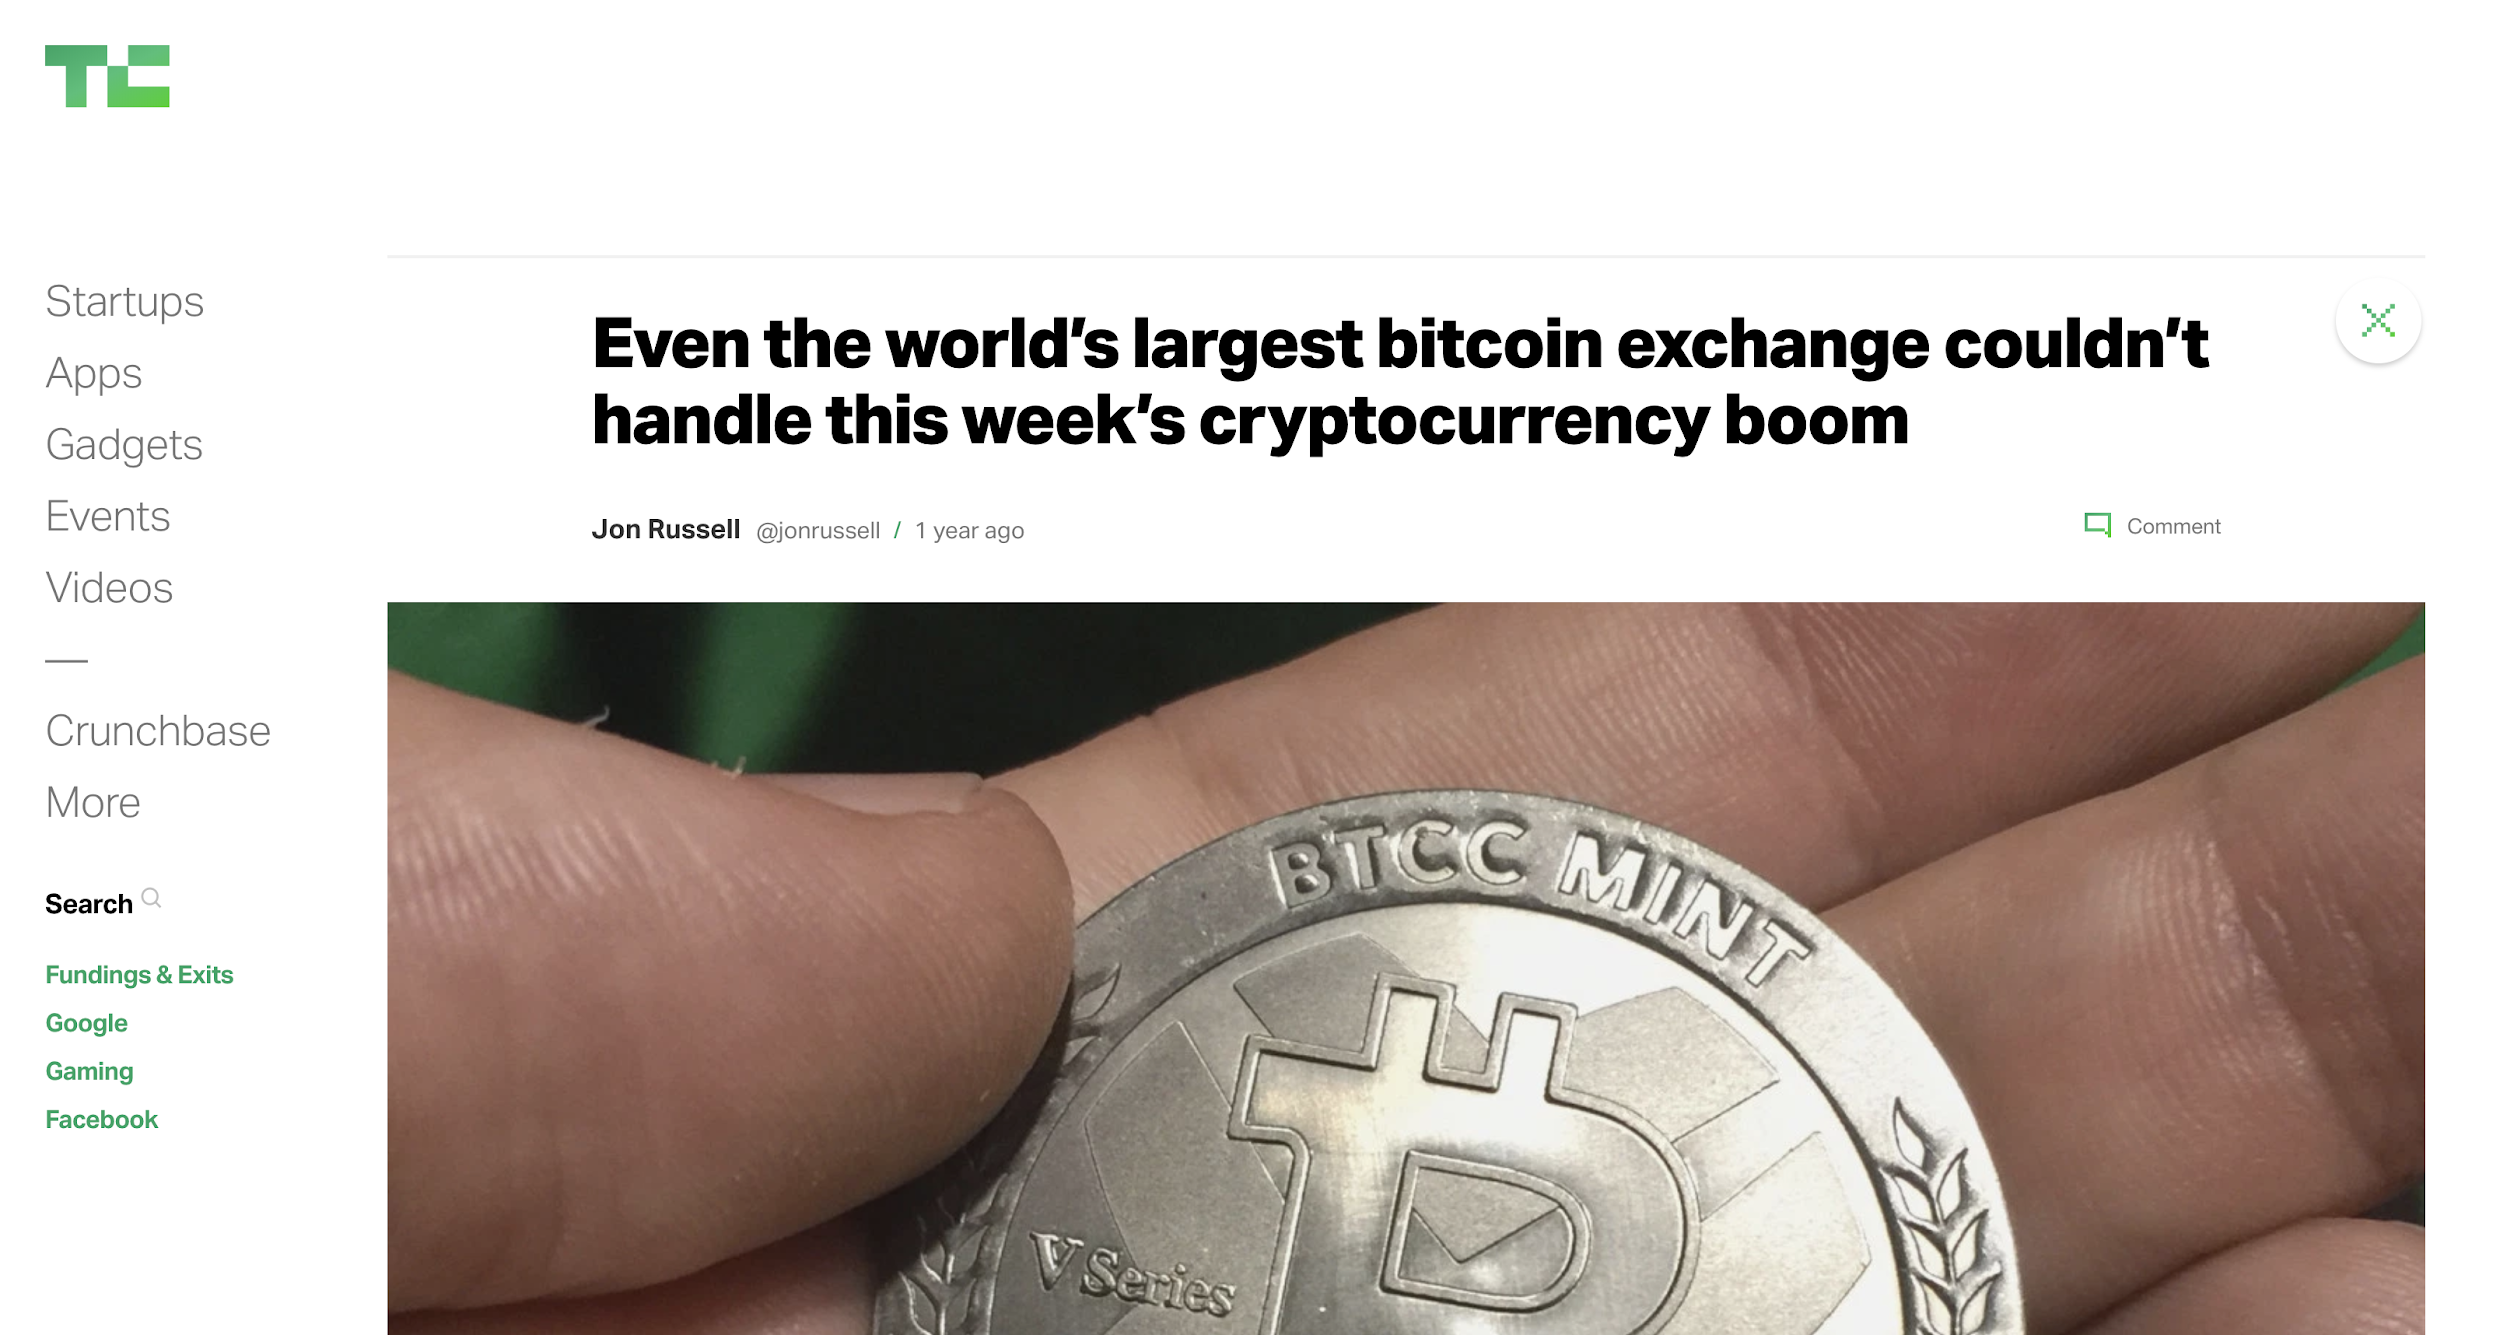 TC
Startups
Apps
Gadgets
Events
Videos
Crunchbase
More
Search
Fundings & Exits
Google
Gaming
Facebook
Even the world’s largest bitcoin exchange couldn’t
handle this week’s cryptocurrency boom
Jon Russell @jonrussell / 1 year ago
Comment
BTCC MINT
V Series